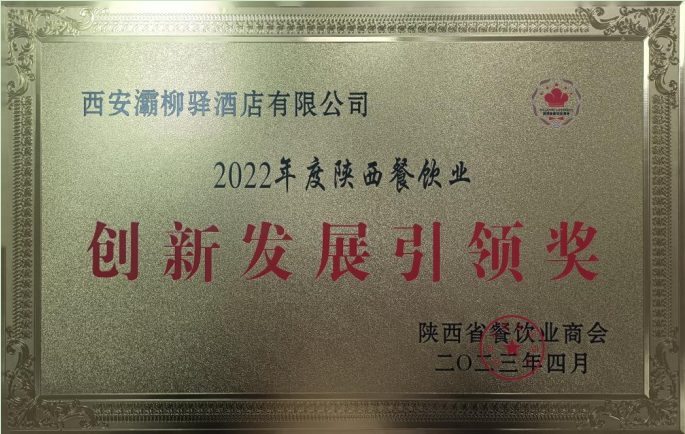 西安灞柳驿酒店有限公司
2022年度陕西餐饮业
创新发展引领奖
陕西省餐饮业商会
二〇二三年四月